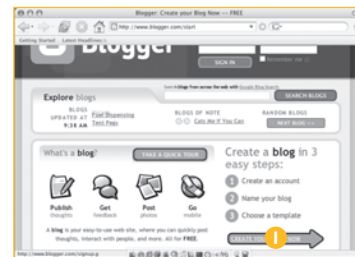 Blogger: Create your Blog Now -- FREE
http://www.blogger.com/start
Getting Started Latest Headlines
Blogger
SIGN IN
Remember me
Explore blogs
SEARCH BLOGS
BLOGS UPDATED AT 9:38 AM
BLOGS OF NOTE
Cats Me If You Can
RANDOM BLOGS
NEXT BLOG >>
What's a blog?
TAKE A QUICK TOUR
Publish thoughts
Get feedback
Post photos
Go mobile
A blog is your easy-to-use web site, where you can quickly post
thoughts, interact with people, and more. All for FREE.
Create a blog in 3
easy steps:
1 Create an account
2 Name your blog
3 Choose a template
http://www.blogger.com/signup.g